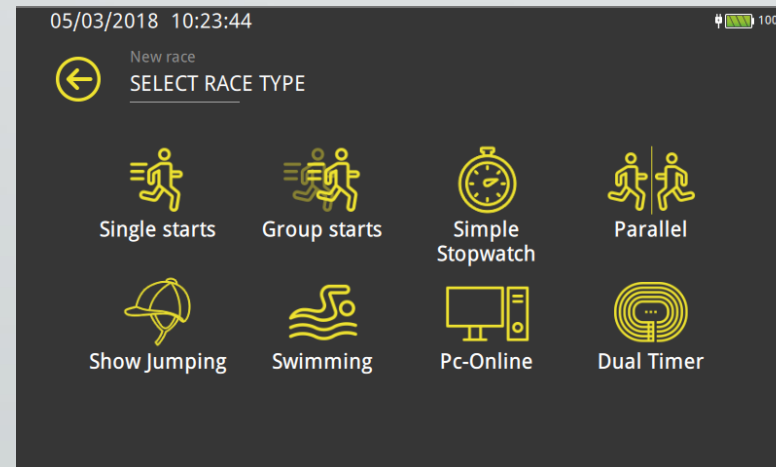 05/03/2018 10:23:44
100
New race
SELECT RACE TYPE
Single starts
Group starts
Simple
Stopwatch
Parallel
Show Jumping
Swimming
Pc-Online
Dual Timer